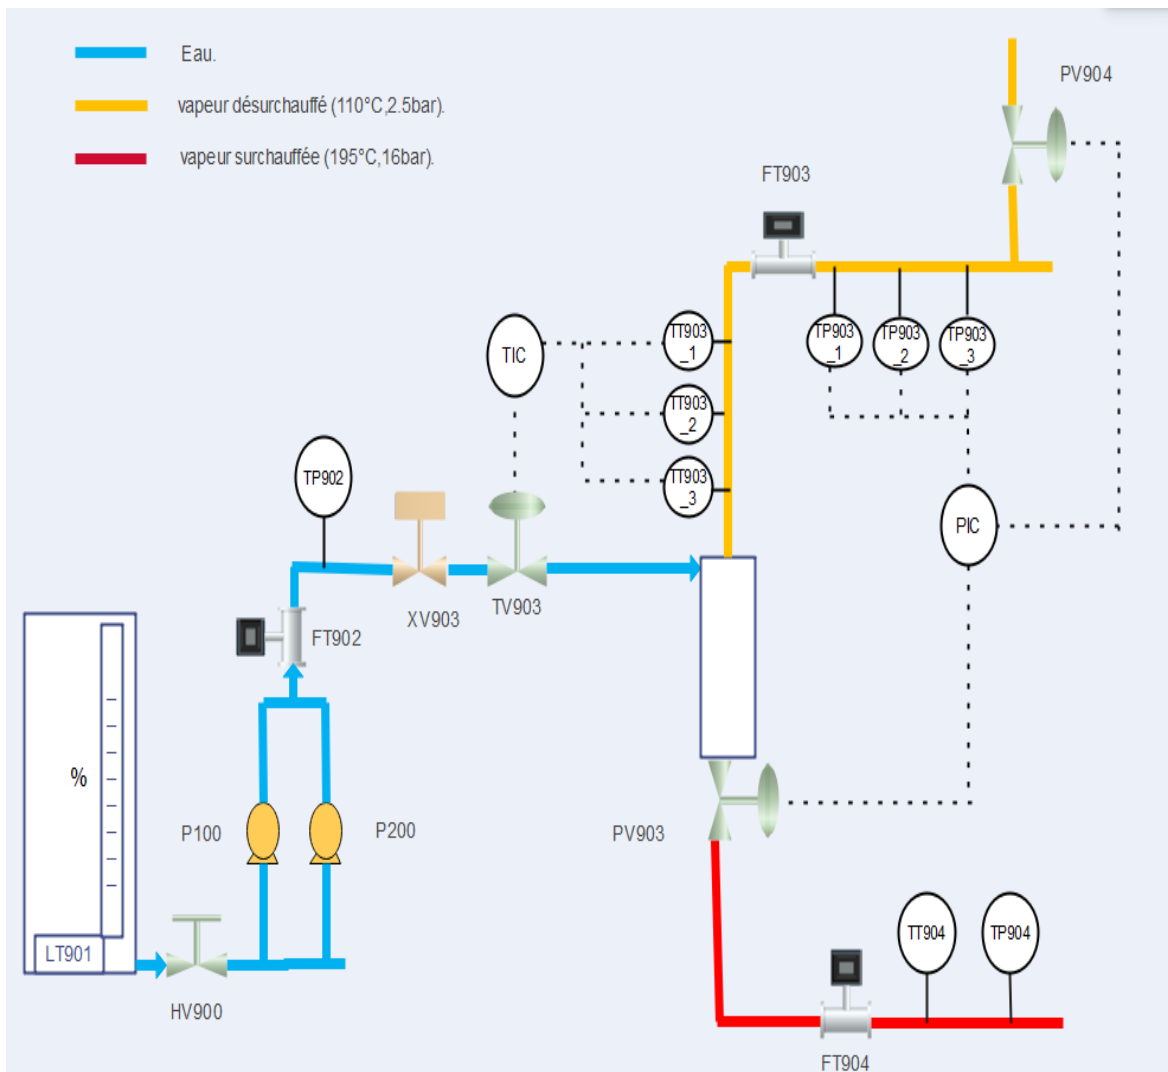 Eau.
vapeur désurchauffé (110°C,2.5bar).
vapeur surchauffée (195°C,16bar).
PV904
FT903
TIC
TT903
_1
TP903
_1
TP903
_2
TP903
_3
TT903
_2
TT903
_3
TP902
PIC
XV903
TV903
FT902
%
P100
P200
PV903
LT901
HV900
TT904
TP904
FT904